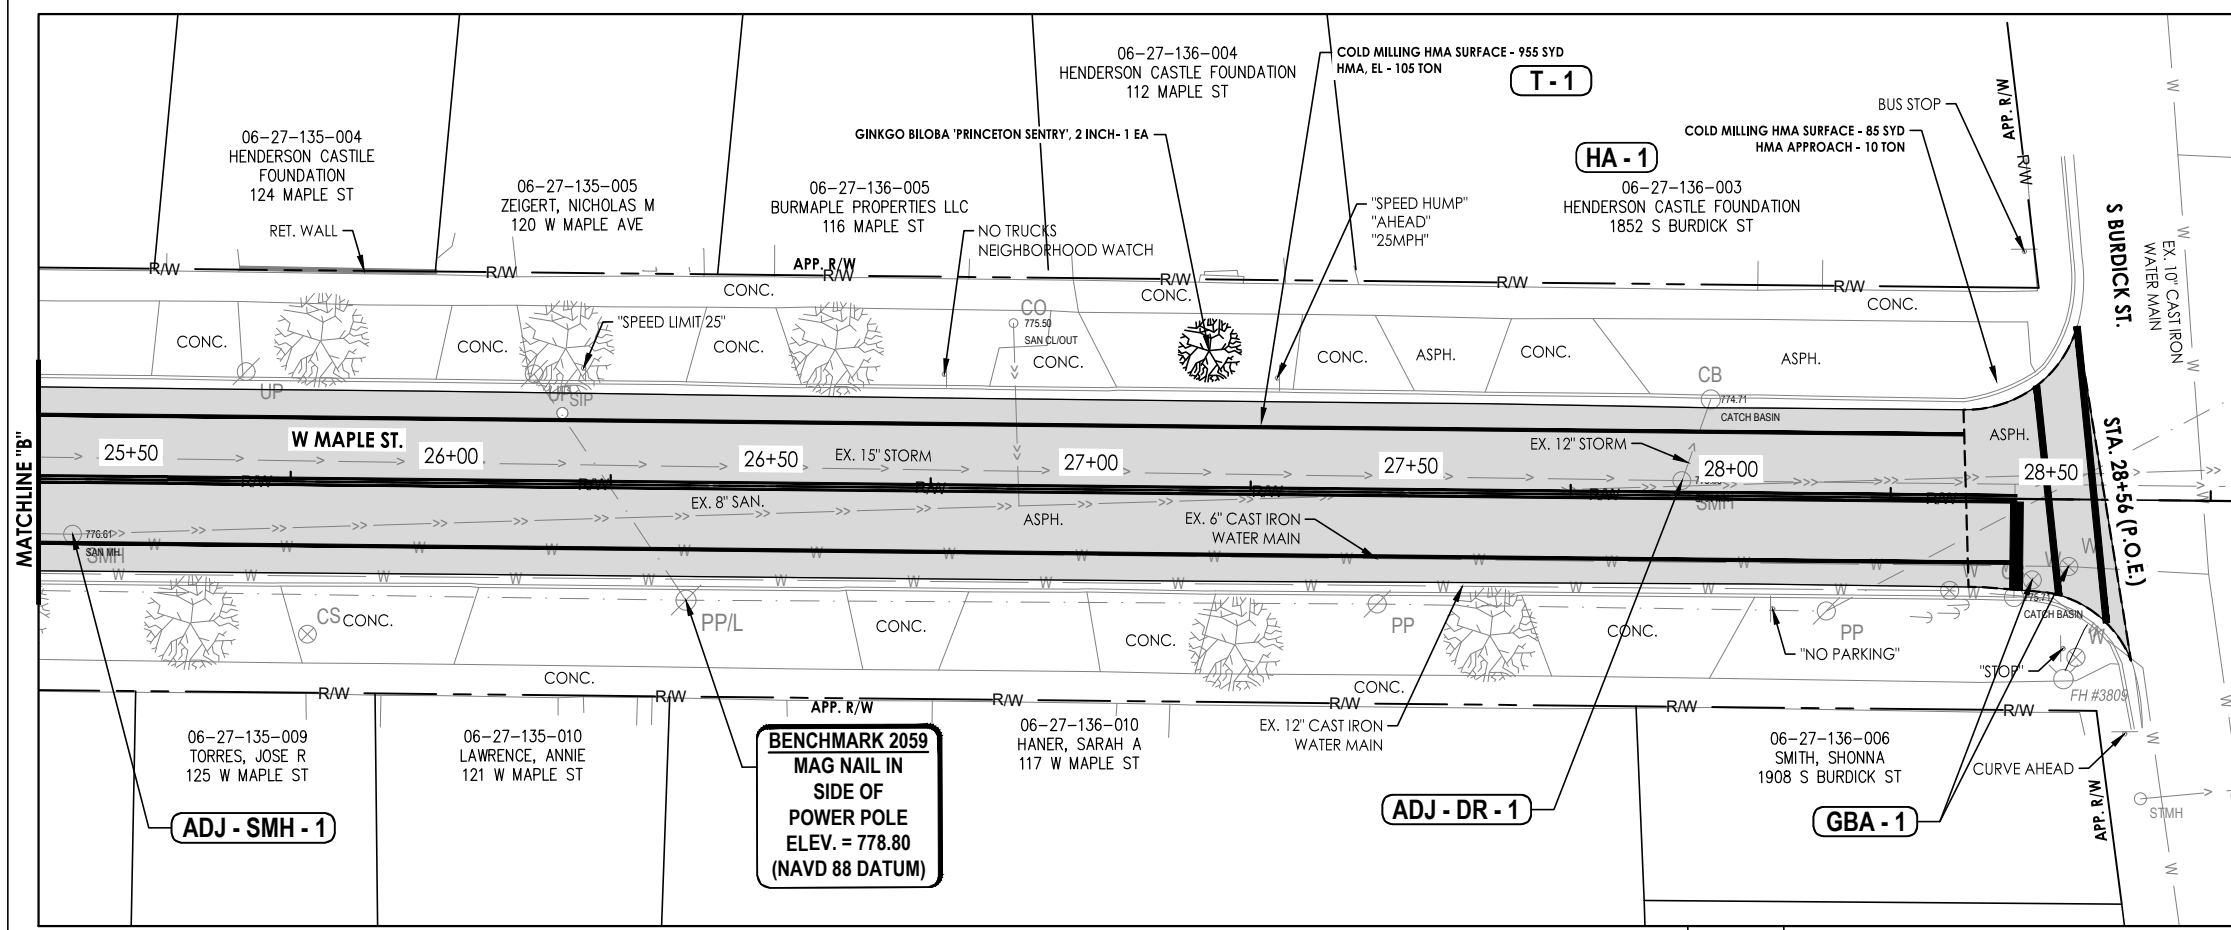 06-27-136-004
HENDERSON CASTLE FOUNDATION
112 MAPLE ST
COLD MILLING HMA SURFACE - 955 SYD
HMA, EL - 105 TON
T - 1
BUS STOP
APP. R/W
R/W
GINKGO BILOBA 'PRINCETON SENTRY', 2 INCH- 1 EA
COLD MILLING HMA SURFACE - 85 SYD
HMA APPROACH - 10 TON
HA - 1
06-27-135-004
HENDERSON CASTILE
FOUNDATION
124 MAPLE ST
RET. WALL
06-27-135-005
ZEIGERT, NICHOLAS M
120 W MAPLE AVE
06-27-136-005
BURMAPLE PROPERTIES LLC
116 MAPLE ST
NO TRUCKS
NEIGHBORHOOD WATCH
"SPEED HUMP"
"AHEAD"
"25MPH"
06-27-136-003
HENDERSON CASTLE FOUNDATION
1852 S BURDICK ST
S BURDICK ST.
EX. 10" CAST IRON
WATER MAIN
R/W
R/W
APP. R/W
R/W
R/W
R/W
R/W
CONC.
CONC.
CONC.
"SPEED LIMIT 25"
CO
775.50
SAN CL/OUT
CONC.
CONC.
CONC.
CONC.
CONC.
ASPH.
CONC.
ASPH.
UP
UP
SIP
CB
774.71
CATCH BASIN
ASPH.
MATCHLINE "B"
W MAPLE ST.
25+50
26+00
26+50
27+00
27+50
28+00
28+50
EX. 15" STORM
EX. 12" STORM
STA. 28+56 (P.O.E.)
R/W
R/W
R/W
R/W
R/W
R/W
SMH
EX. 8" SAN.
ASPH.
EX. 6" CAST IRON
WATER MAIN
776.61
SAN MH
SMH
W W W W W W W W W W W W W W
W W W W W W W W W W W W W W W
CATCH BASIN
CS
CONC.
PP/L
CONC.
CONC.
PP
CONC.
PP
"NO PARKING"
"STOP"
FH #3809
CONC.
CONC.
R/W
R/W
APP. R/W
R/W
R/W
R/W
R/W
06-27-135-009
TORRES, JOSE R
125 W MAPLE ST
06-27-135-010
LAWRENCE, ANNIE
121 W MAPLE ST
BENCHMARK 2059
MAG NAIL IN
SIDE OF
POWER POLE
ELEV. = 778.80
(NAVD 88 DATUM)
06-27-136-010
HANER, SARAH A
117 W MAPLE ST
EX. 12" CAST IRON
WATER MAIN
06-27-136-006
SMITH, SHONNA
1908 S BURDICK ST
CURVE AHEAD
APP. R/W
STMH
ADJ - SMH - 1
ADJ - DR - 1
GBA - 1